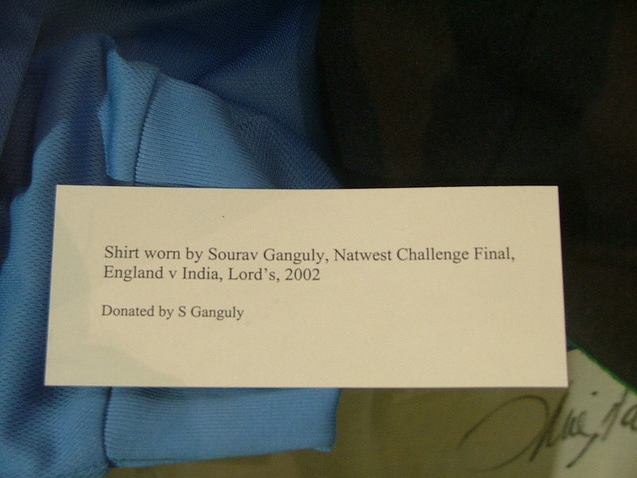 Shirt worn by Sourav Ganguly, Natwest Challenge Final,
England v India, Lord's, 2002
Donated by S Ganguly